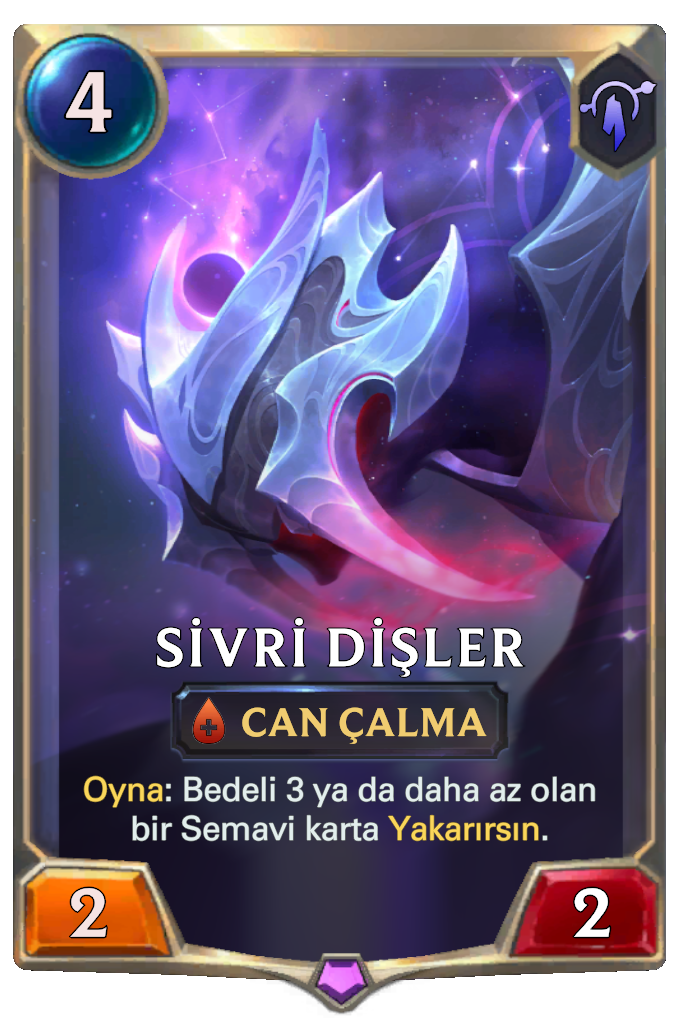 4
SİVRİ DİŞLER
CAN ÇALMA
Oyna: Bedeli 3 ya da daha az olan
bir Semavi karta Yakarırsın.
2
2